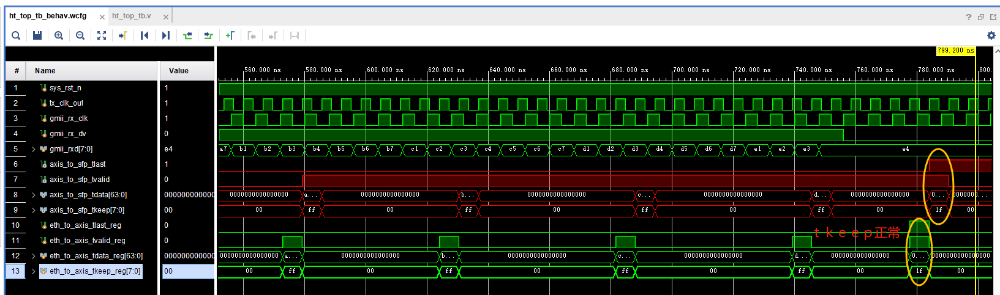 ht_top_tb_behav.wcfg × ht_top_tb.v ×
?
799.200 ns
# Name Value
560.000 ns 580.000 ns 600.000 ns 620.000 ns 640.000 ns 660.000 ns 680.000 ns 700.000 ns 720.000 ns 740.000 ns 760.000 ns 780.000 ns 800.
1 sys_rst_n 1
2 tx_clk_out 1
3 gmii_rx_clk 1
4 gmii_rx_dv 0
5 gmii_rxd[7:0] e4 a7 b1 b2 b3 b4 b5 b6 b7 c1 c2 c3 c4 c5 c6 c7 d1 d2 d3 d4 d5 d6 d7 e1 e2 e3 e4
6 axis_to_sfp_tlast 1
7 axis_to_sfp_tvalid 0
8 axis_to_sfp_tdata[63:0] 000000000000 0000000000000000 a... 0000000000000000 b... 0000000000000000 c... 0000000000000000 d... 0000000000000000 0... 0000000...
9 axis_to_sfp_tkeep[7:0] 00 00 ff 00 ff 00 ff 00 ff 00 1f 00
10 eth_to_axis_tlast_reg 0
tkeep正常
11 eth_to_axis_tvalid_reg 0
12 eth_to_axis_tdata_reg[63:0] 000000000000 0000000000000000 a... 0000000000000000 b... 0000000000000000 c... 0000000000000000 d... 0000000000000000 0... 0000000000000000
13 eth_to_axis_tkeep_reg[7:0] 00 00 ff 00 ff 00 ff 00 ff 00 1f 00